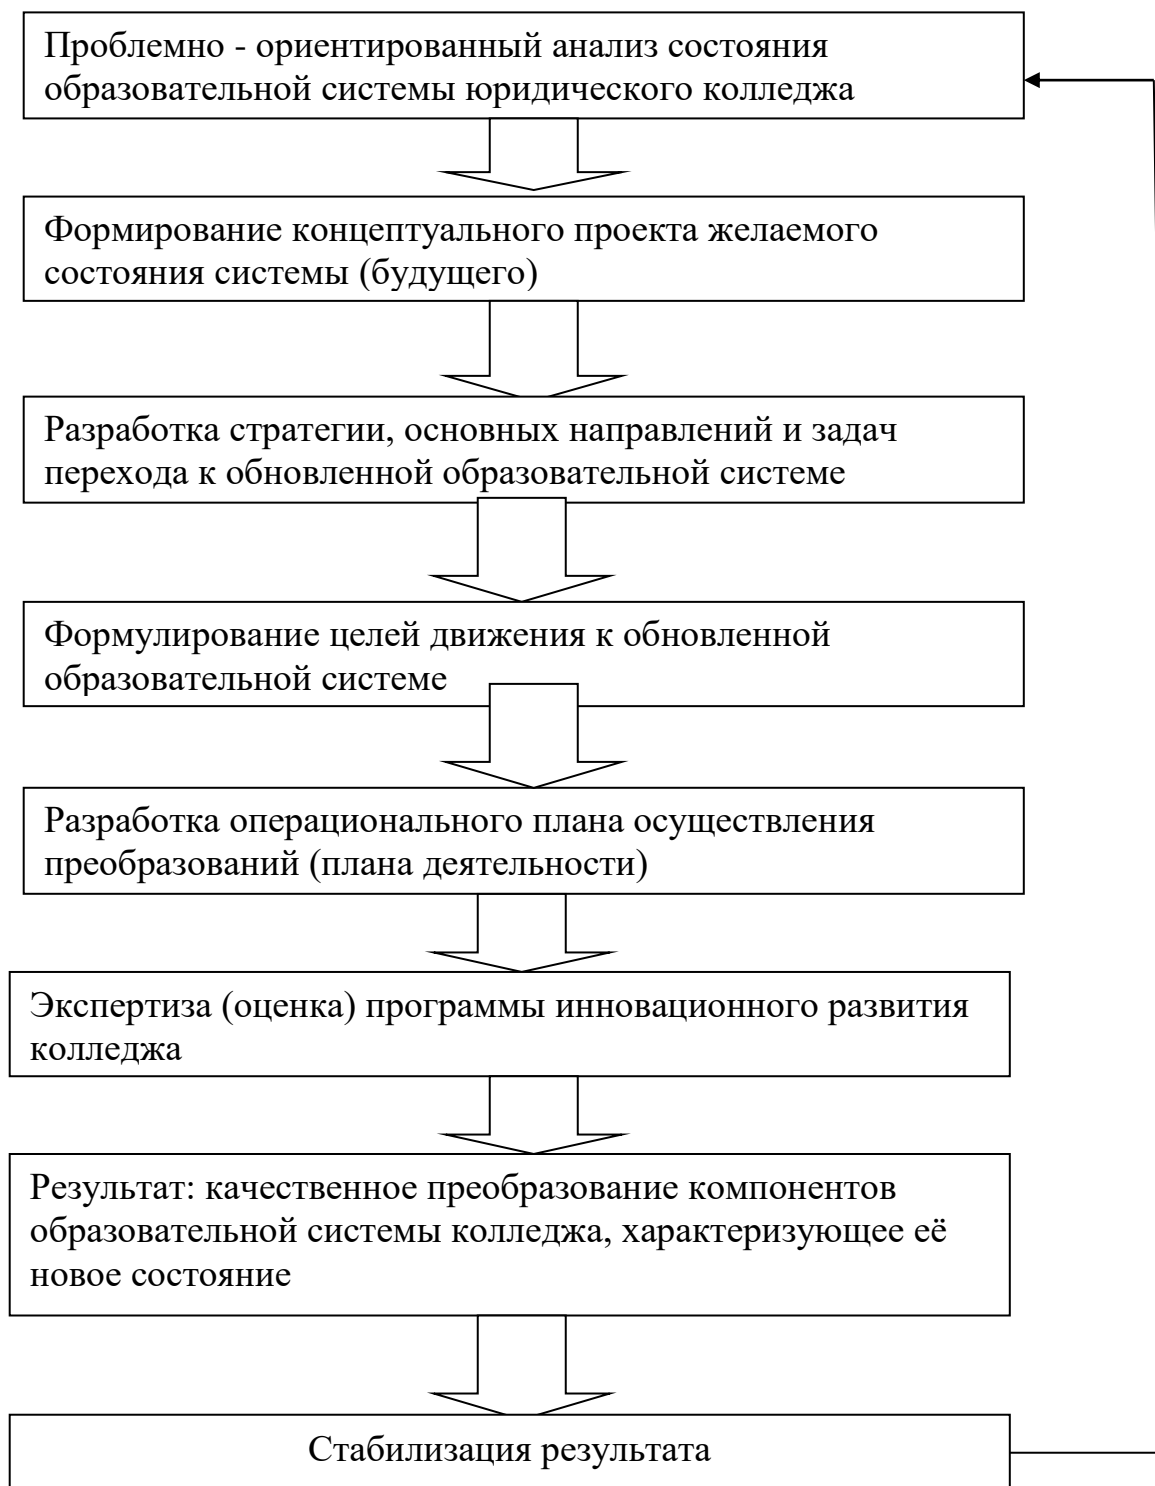 Проблемно - ориентированный анализ состояния
образовательной системы юридического колледжа
Формирование концептуального проекта желаемого
состояния системы (будущего)
Разработка стратегии, основных направлений и задач
перехода к обновленной образовательной системе
Формулирование целей движения к обновленной
образовательной системе
Разработка операционального плана осуществления
преобразований (плана деятельности)
Экспертиза (оценка) программы инновационного развития
колледжа
Результат: качественное преобразование компонентов
образовательной системы колледжа, характеризующее её
новое состояние
Стабилизация результата